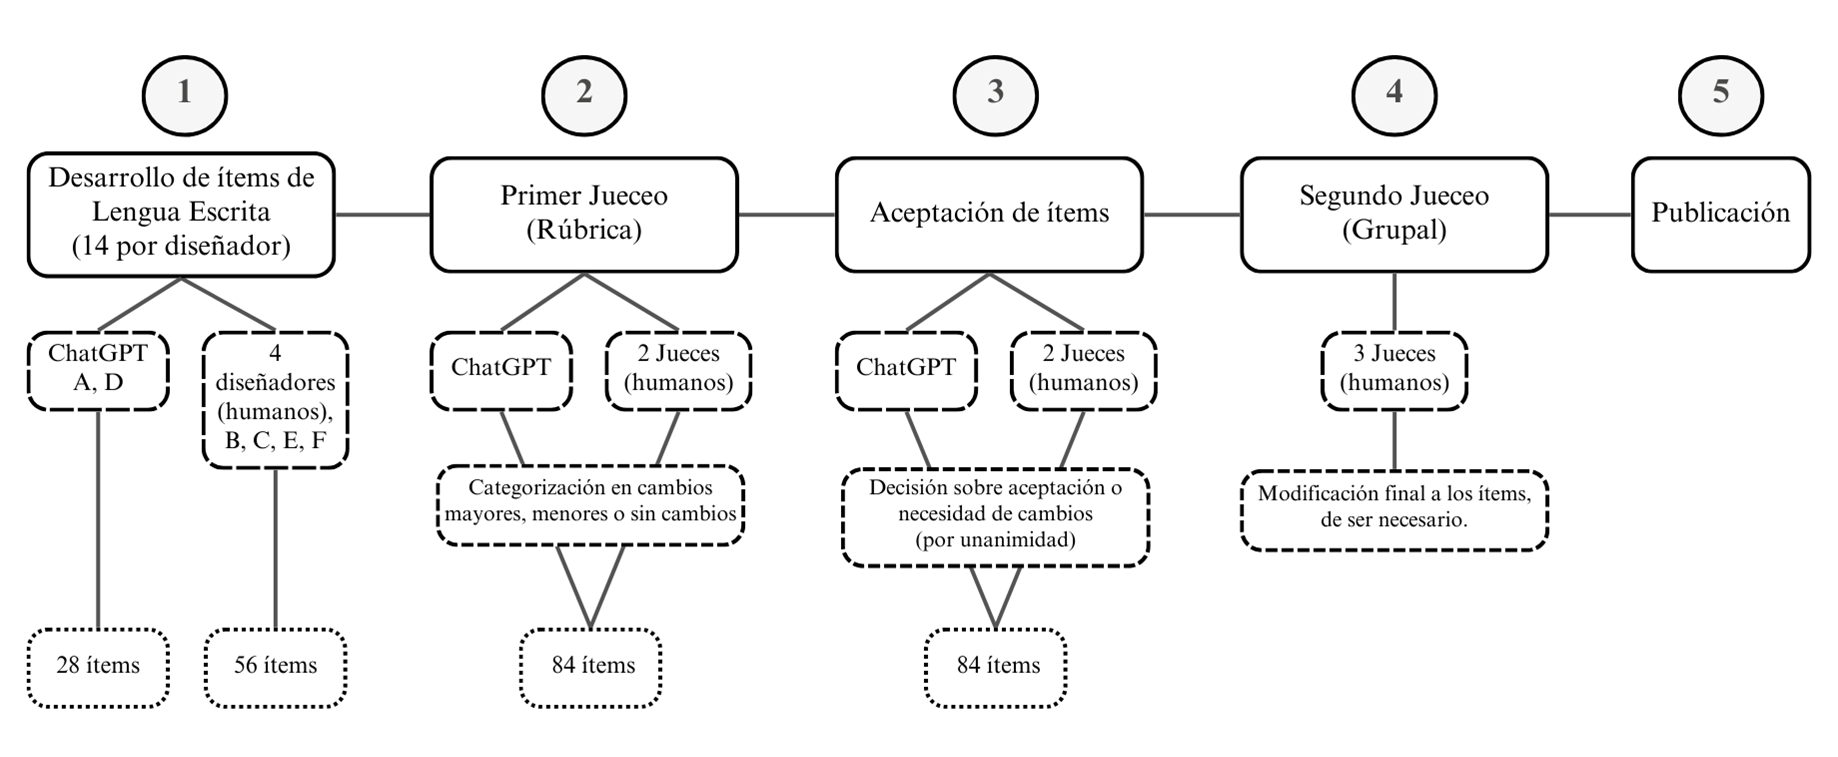 1
2
3
4
5
Desarrollo de ítems de
Lengua Escrita
(14 por diseñador)
Primer Jueceo
(Rúbrica)
Aceptación de ítems
Segundo Jueceo
(Grupal)
Publicación
ChatGPT
A, D
4
diseñadores
(humanos),
B, C, E, F
ChatGPT
2 Jueces
(humanos)
ChatGPT
2 Jueces
(humanos)
3 Jueces
(humanos)
Categorización en cambios
mayores, menores o sin cambios
Decisión sobre aceptación o
necesidad de cambios
(por unanimidad)
Modificación final a los ítems,
de ser necesario.
28 ítems
56 ítems
84 ítems
84 ítems